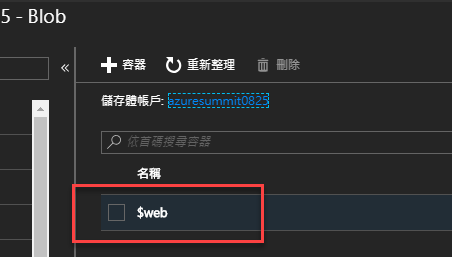 5 - Blob
«
+ 容器 重新整理 刪除
儲存體帳戶: azuresummit0825
依首碼搜尋容器
名稱
$web